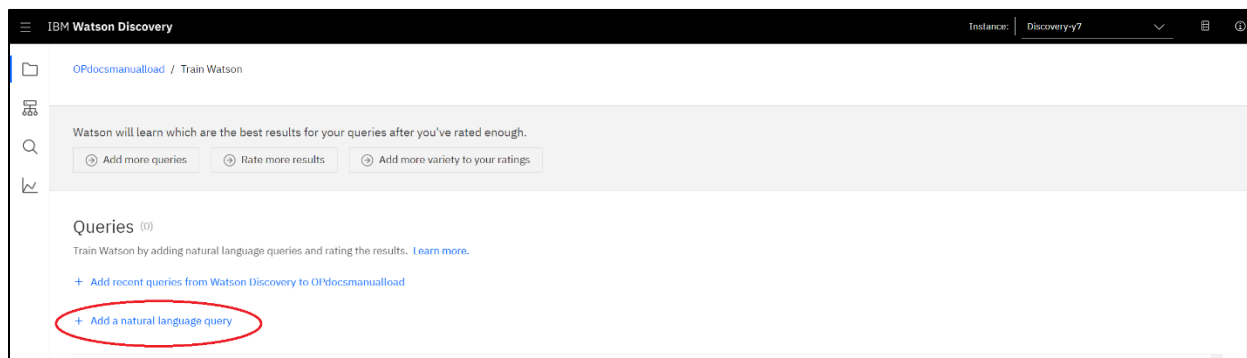 IBM Watson Discovery
Instance: Discovery-y7
OPdocsmanualload / Train Watson
Watson will learn which are the best results for your queries after you've rated enough.
Add more queries
Rate more results
Add more variety to your ratings
Queries (0)
Train Watson by adding natural language queries and rating the results. Learn more.
+ Add recent queries from Watson Discovery to OPdocsmanualload
+ Add a natural language query